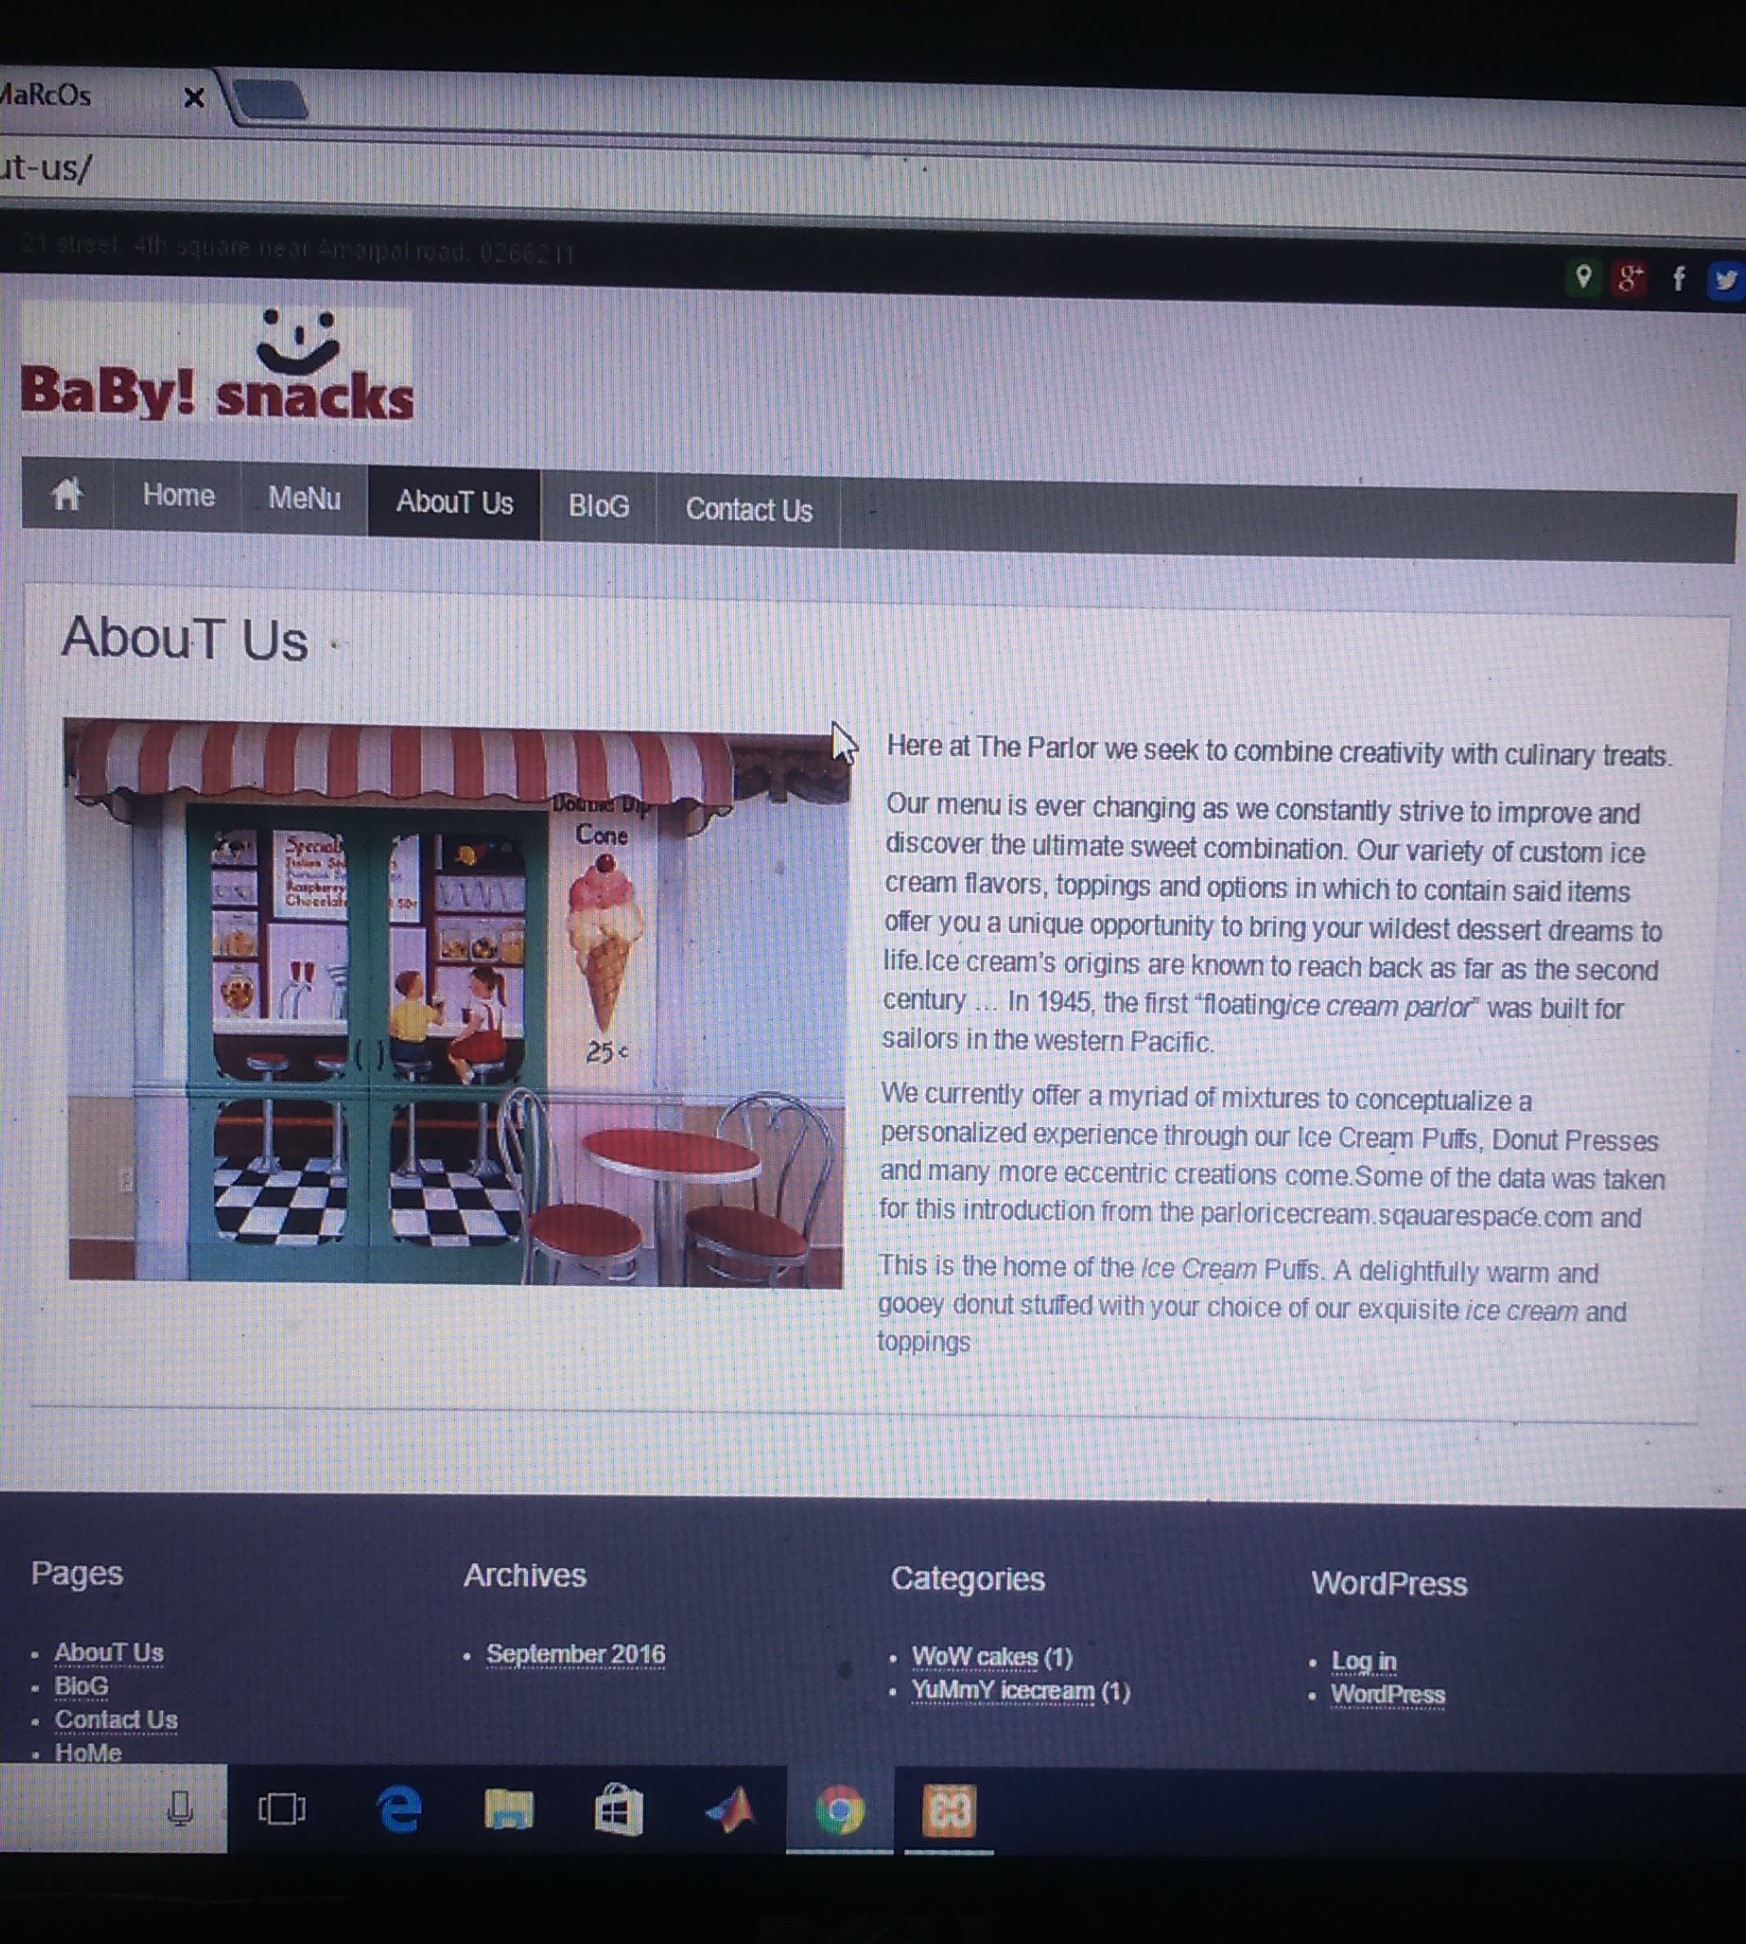 MaRcOs
ut-us/
21 street, 4th square near Amarpal road, 0266211
BaBy! snacks
Home MeNu AbouT Us BloG Contact Us
AbouT Us
Double Dip
Cone
Specials
Raspberry
Chocolate
50¢
25¢
Here at The Parlor we seek to combine creativity with culinary treats.
Our menu is ever changing as we constantly strive to improve and
discover the ultimate sweet combination. Our variety of custom ice
cream flavors, toppings and options in which to contain said items
offer you a unique opportunity to bring your wildest dessert dreams to
life.Ice cream's origins are known to reach back as far as the second
century ... In 1945, the first "floatingice cream parlor" was built for
sailors in the western Pacific.
We currently offer a myriad of mixtures to conceptualize a
personalized experience through our Ice Cream Puffs, Donut Presses
and many more eccentric creations come.Some of the data was taken
for this introduction from the parloricecream.sqauarespace.com and
This is the home of the Ice Cream Puffs. A delightfully warm and
gooey donut stuffed with your choice of our exquisite ice cream and
toppings
Pages Archives Categories WordPress
AbouT Us
BloG
Contact Us
HoMe
September 2016
WoW cakes (1)
YuMmY icecream (1)
Log in
WordPress